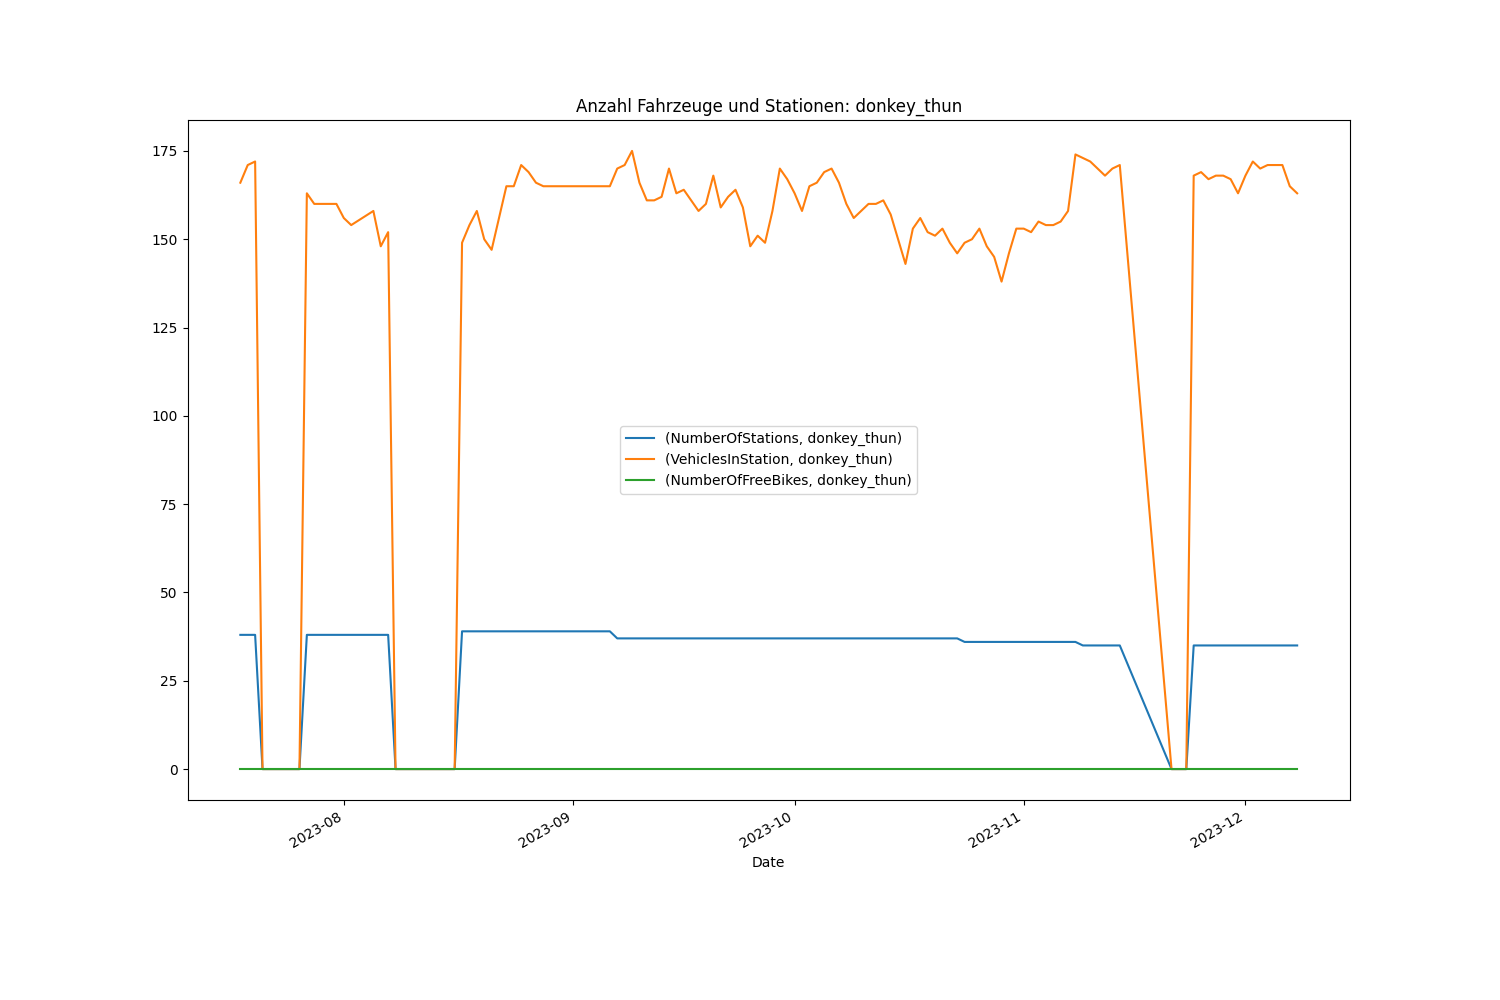 Anzahl Fahrzeuge und Stationen: donkey_thun
175
150
125
100
75
50
25
0
(NumberOfStations, donkey_thun)
(VehiclesInStation, donkey_thun)
(NumberOfFreeBikes, donkey_thun)
2023-08
2023-09
2023-10
2023-11
2023-12
Date